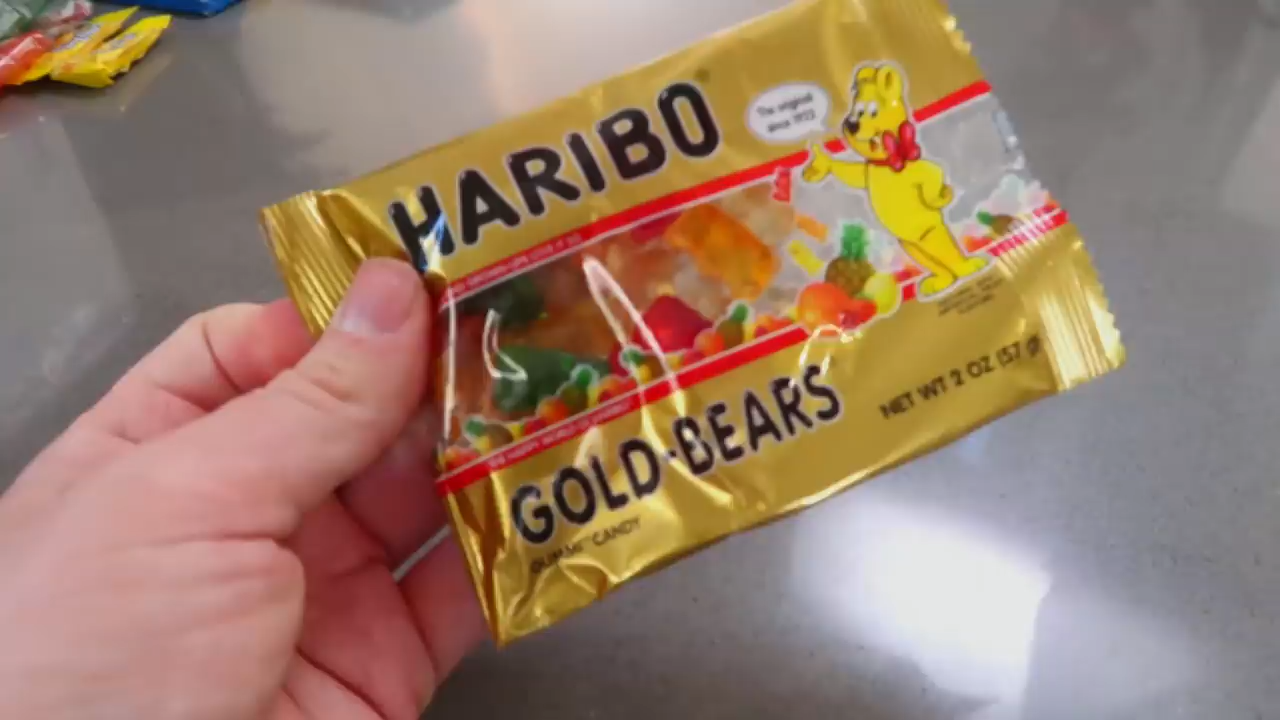 HARIBO
The original
since 1922
GOLD-BEARS
NET WT 2 OZ (57 g)
GUMMI CANDY